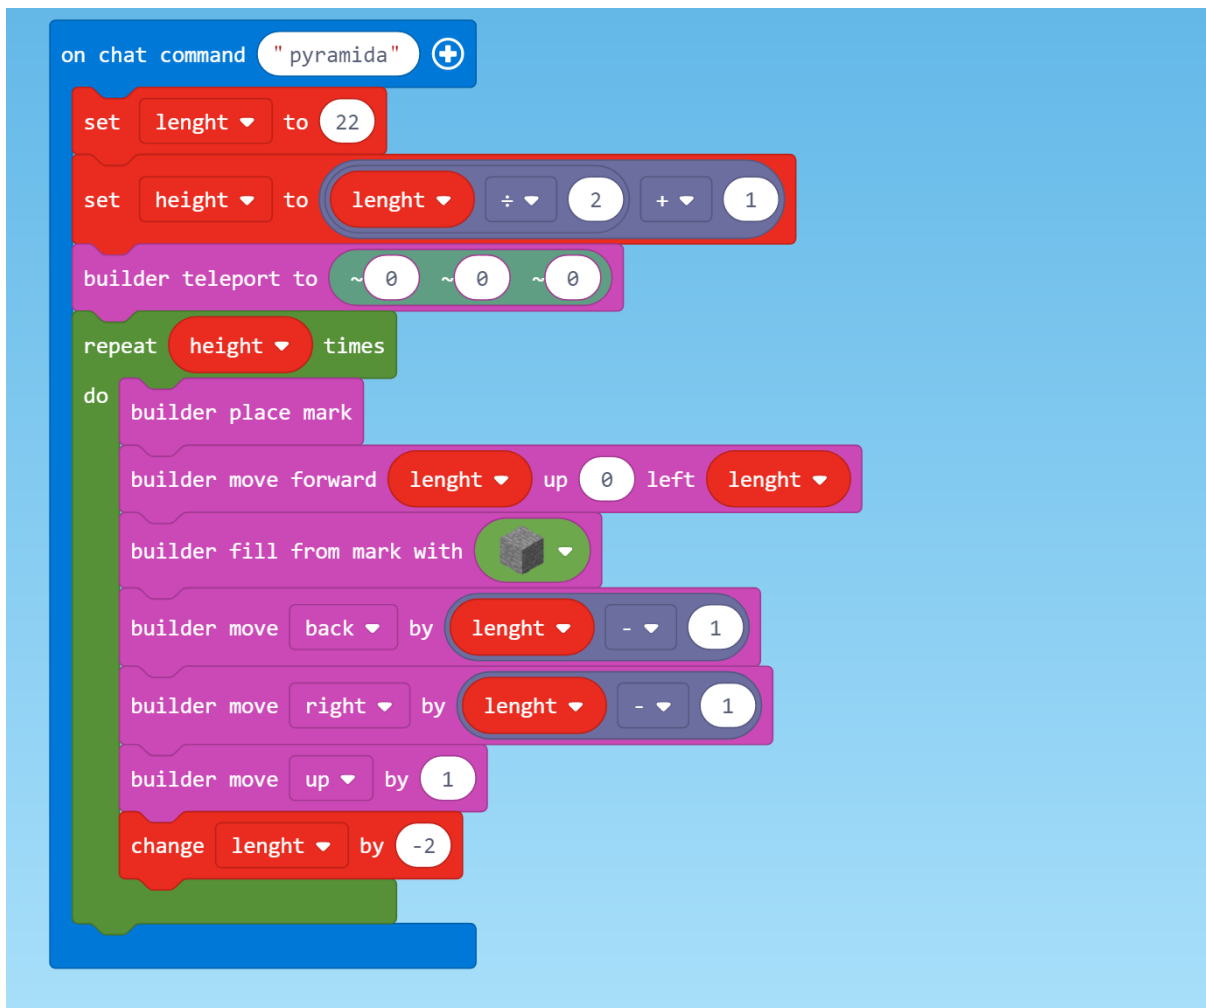 on chat command "pyramida"
set lenght to 22
set height to lenght ÷ 2 + 1
builder teleport to ~0 ~0 ~0
repeat height times
do
builder place mark
builder move forward lenght up 0 left lenght
builder fill from mark with
builder move back by lenght - 1
builder move right by lenght - 1
builder move up by 1
change lenght by -2